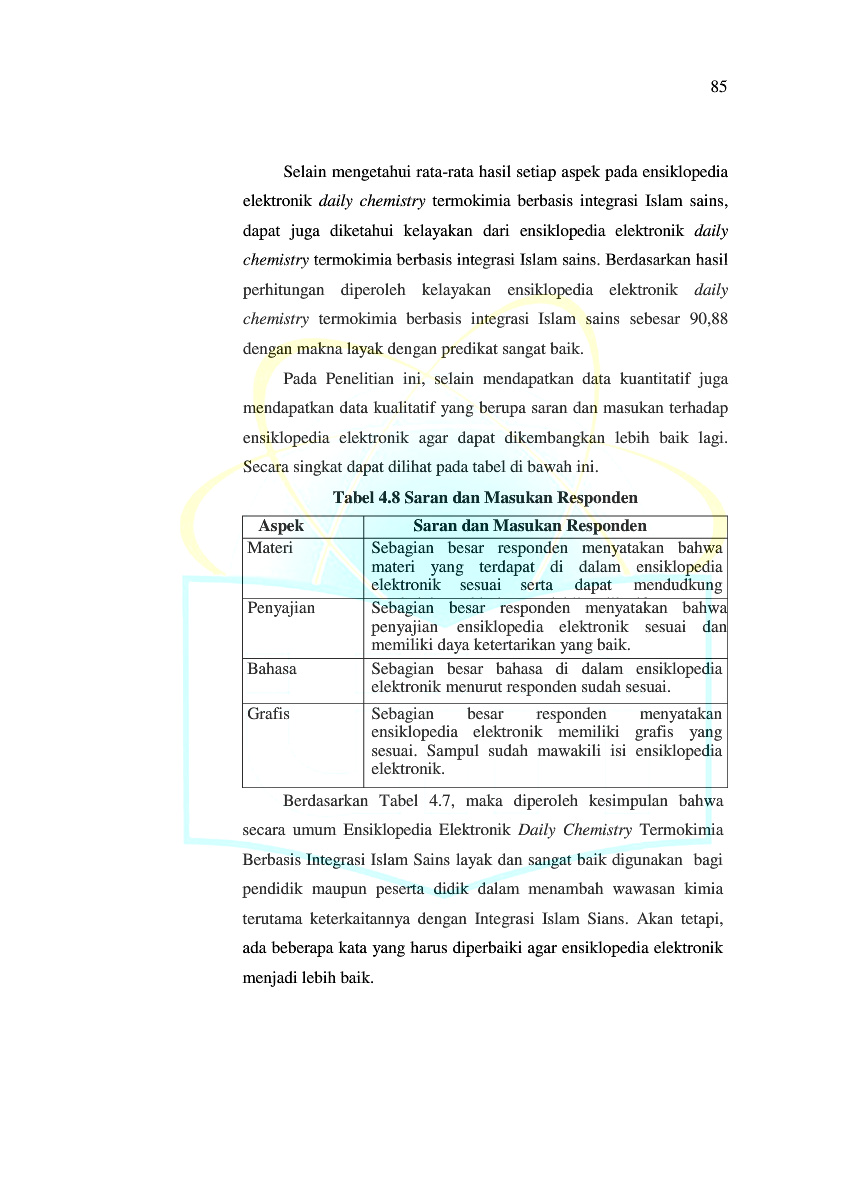 85
Selain mengetahui rata-rata hasil setiap aspek pada ensiklopedia
elektronik daily chemistry termokimia berbasis integrasi Islam sains,
dapat juga diketahui kelayakan dari ensiklopedia elektronik daily
chemistry termokimia berbasis integrasi Islam sains. Berdasarkan hasil
perhitungan diperoleh kelayakan ensiklopedia elektronik daily
chemistry termokimia berbasis integrasi Islam sains sebesar 90,88
dengan makna layak dengan predikat sangat baik.
Pada Penelitian ini, selain mendapatkan data kuantitatif juga
mendapatkan data kualitatif yang berupa saran dan masukan terhadap
ensiklopedia elektronik agar dapat dikembangkan lebih baik lagi.
Secara singkat dapat dilihat pada tabel di bawah ini.
Tabel 4.8 Saran dan Masukan Responden
Aspek Saran dan Masukan Responden
Materi Sebagian besar responden menyatakan bahwa
materi yang terdapat di dalam ensiklopedia
elektronik sesuai serta dapat mendudkung
Penyajian Sebagian besar responden menyatakan bahwa
penyajian ensiklopedia elektronik sesuai dan
memiliki daya ketertarikan yang baik.
Bahasa Sebagian besar bahasa di dalam ensiklopedia
elektronik menurut responden sudah sesuai.
Grafis Sebagian besar responden menyatakan
ensiklopedia elektronik memiliki grafis yang
sesuai. Sampul sudah mawakili isi ensiklopedia
elektronik.
Berdasarkan Tabel 4.7, maka diperoleh kesimpulan bahwa
secara umum Ensiklopedia Elektronik Daily Chemistry Termokimia
Berbasis Integrasi Islam Sains layak dan sangat baik digunakan bagi
pendidik maupun peserta didik dalam menambah wawasan kimia
terutama keterkaitannya dengan Integrasi Islam Sians. Akan tetapi,
ada beberapa kata yang harus diperbaiki agar ensiklopedia elektronik
menjadi lebih baik.